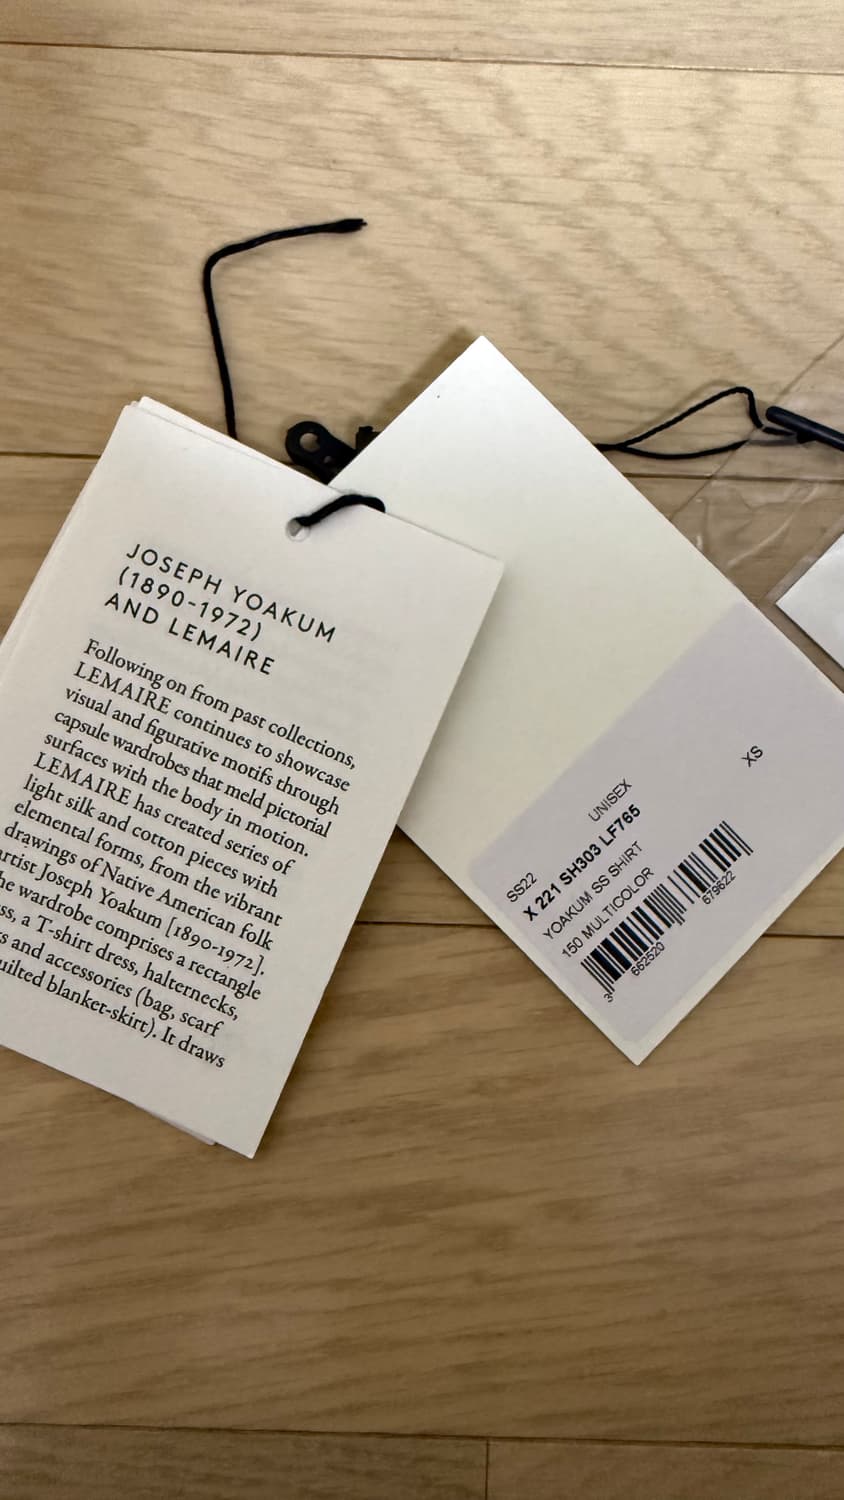 JOSEPH YOAKUM
(1890-1972)
AND LEMAIRE
Following on from past collections,
LEMAIRE continues to showcase
visual and figurative motifs through
capsule wardrobes that meld pictorial
surfaces with the body in motion.
LEMAIRE has created series of
light silk and cotton pieces with
elemental forms, from the vibrant
drawings of Native American folk
artist Joseph Yoakum [1890-1972].
he wardrobe comprises a rectangle
ss, a T-shirt dress, halternecks,
s and accessories (bag, scarf
uilted blanket-skirt). It draws
SS22
UNISEX
XS
X 221 SH303 LF765
YOAKUM SS SHIRT
150 MULTICOLOR
3 662520 679622